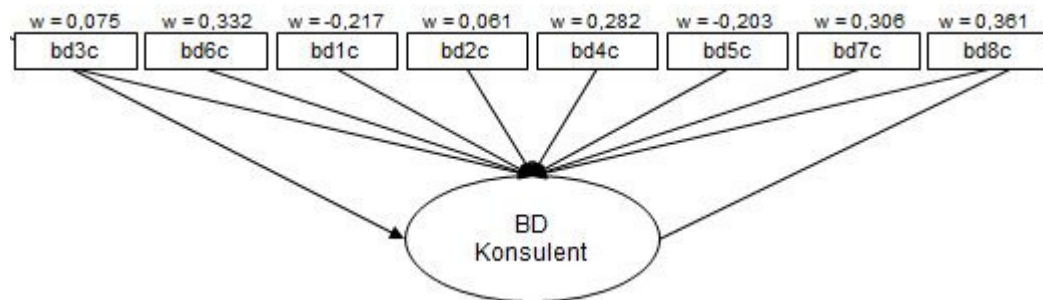 w = 0,075 w = 0,332 w = -0,217 w = 0,061 w = 0,282 w = -0,203 w = 0,306 w = 0,361
bd3c bd6c bd1c bd2c bd4c bd5c bd7c bd8c
BD
Konsulent